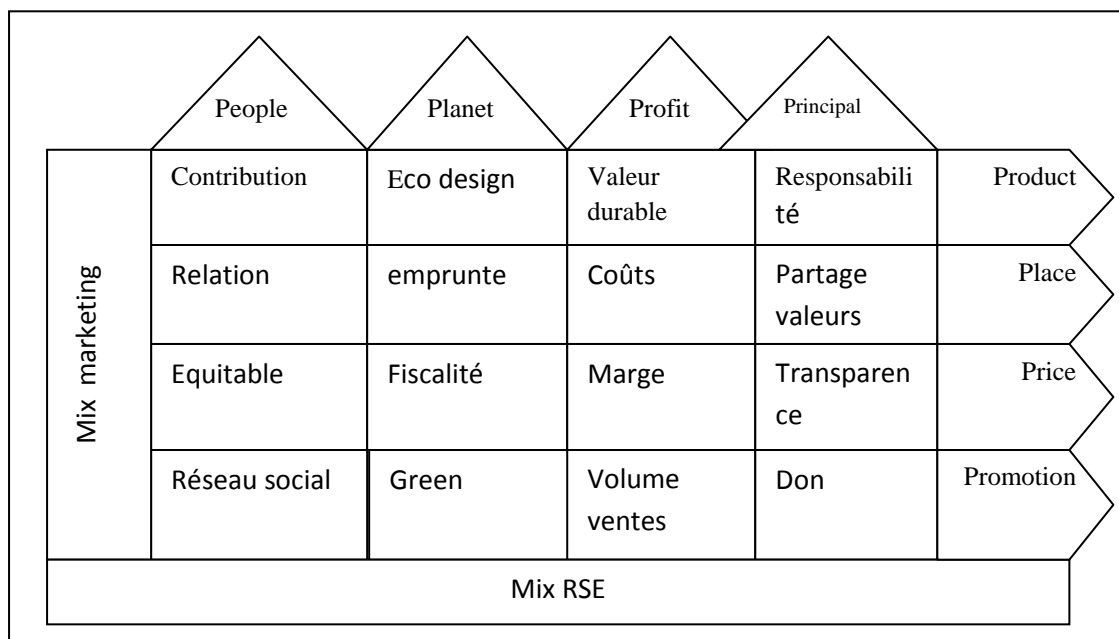 People
Planet
Profit
Principal
Mix marketing
Contribution
Eco design
Valeur
durable
Responsabili
té
Product
Relation
emprunte
Coûts
Partage
valeurs
Place
Equitable
Fiscalité
Marge
Transparen
ce
Price
Réseau social
Green
Volume
ventes
Don
Promotion
Mix RSE